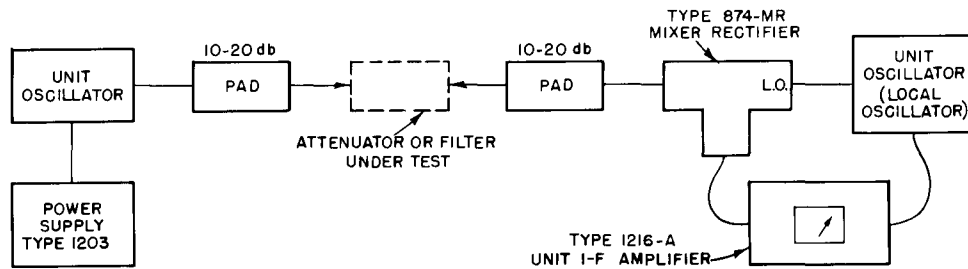 UNIT
OSCILLATOR
POWER
SUPPLY
TYPE 1203
10-20 db
PAD
ATTENUATOR OR FILTER
UNDER TEST
10-20 db
PAD
TYPE 874-MR
MIXER RECTIFIER
L.O.
UNIT
OSCILLATOR
(LOCAL
OSCILLATOR)
TYPE 1216-A
UNIT I-F AMPLIFIER